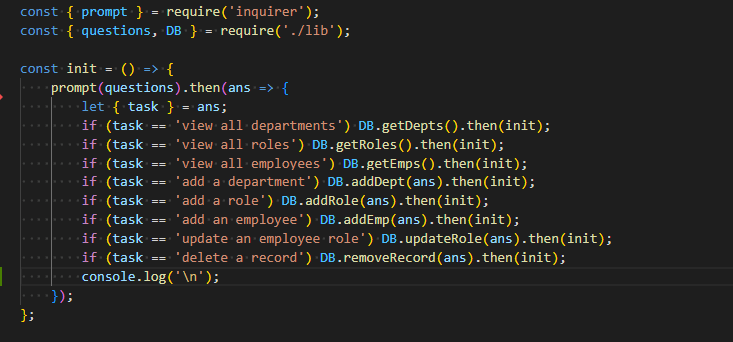 const { prompt } = require('inquirer');
const { questions, DB } = require('./lib');

const init = () => {
    prompt(questions).then(ans => {
        let { task } = ans;
        if (task == 'view all departments') DB.getDepts().then(init);
        if (task == 'view all roles') DB.getRoles().then(init);
        if (task == 'view all employees') DB.getEmps().then(init);
        if (task == 'add a department') DB.addDept(ans).then(init);
        if (task == 'add a role') DB.addRole(ans).then(init);
        if (task == 'add an employee') DB.addEmp(ans).then(init);
        if (task == 'update an employee role') DB.updateRole(ans).then(init);
        if (task == 'delete a record') DB.removeRecord(ans).then(init);
        console.log('\n');
    });
};